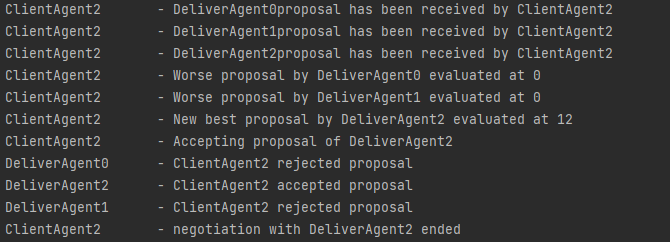 ClientAgent2 - DeliverAgent0proposal has been received by ClientAgent2
ClientAgent2 - DeliverAgent1proposal has been received by ClientAgent2
ClientAgent2 - DeliverAgent2proposal has been received by ClientAgent2
ClientAgent2 - Worse proposal by DeliverAgent0 evaluated at 0
ClientAgent2 - Worse proposal by DeliverAgent1 evaluated at 0
ClientAgent2 - New best proposal by DeliverAgent2 evaluated at 12
ClientAgent2 - Accepting proposal of DeliverAgent2
DeliverAgent0 - ClientAgent2 rejected proposal
DeliverAgent2 - ClientAgent2 accepted proposal
DeliverAgent1 - ClientAgent2 rejected proposal
ClientAgent2 - negotiation with DeliverAgent2 ended